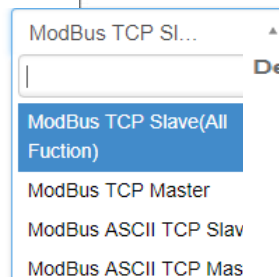 ModBus TCP Sl...
De
ModBus TCP Slave(All
Fuction)
ModBus TCP Master
ModBus ASCII TCP Slav
ModBus ASCII TCP Mas